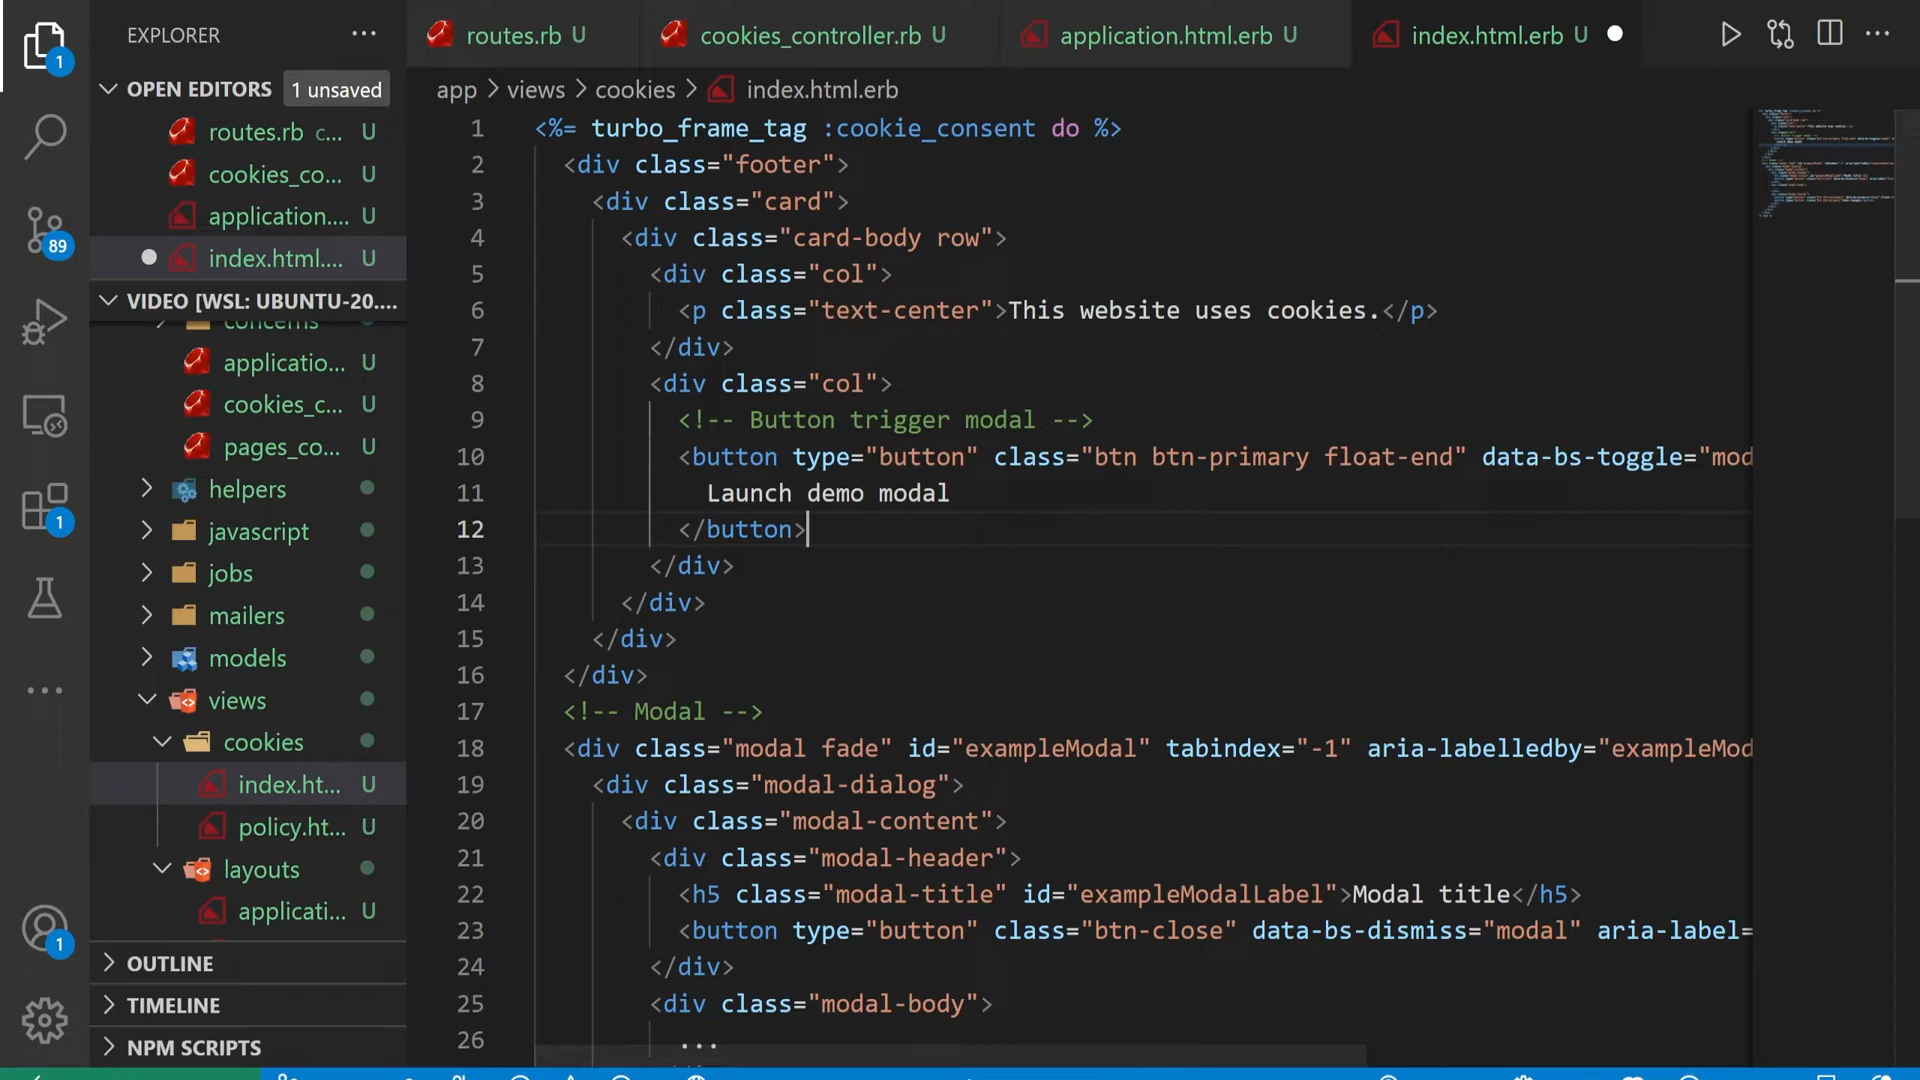 EXPLORER
OPEN EDITORS 1 unsaved
routes.rb c... U
cookies_co... U
application.... U
index.html.... U
VIDEO [WSL: UBUNTU-20....
concerns
applicatio... U
cookies_c... U
pages_co... U
helpers
javascript
jobs
mailers
models
views
cookies
index.ht... U
policy.ht... U
layouts
applicati... U
OUTLINE
TIMELINE
NPM SCRIPTS
1
89
1
1
routes.rb U
cookies_controller.rb U
application.html.erb U
index.html.erb U
app > views > cookies > index.html.erb
1 <%= turbo_frame_tag :cookie_consent do %>
2 <div class="footer">
3 <div class="card">
4 <div class="card-body row">
5 <div class="col">
6 <p class="text-center">This website uses cookies.</p>
7 </div>
8 <div class="col">
9 <!-- Button trigger modal -->
10 <button type="button" class="btn btn-primary float-end" data-bs-toggle="mod
11 Launch demo modal
12 </button>
13 </div>
14 </div>
15 </div>
16 </div>
17 <!-- Modal -->
18 <div class="modal fade" id="exampleModal" tabindex="-1" aria-labelledby="exampleMod
19 <div class="modal-dialog">
20 <div class="modal-content">
21 <div class="modal-header">
22 <h5 class="modal-title" id="exampleModalLabel">Modal title</h5>
23 <button type="button" class="btn-close" data-bs-dismiss="modal" aria-label=
24 </div>
25 <div class="modal-body">
26 ...